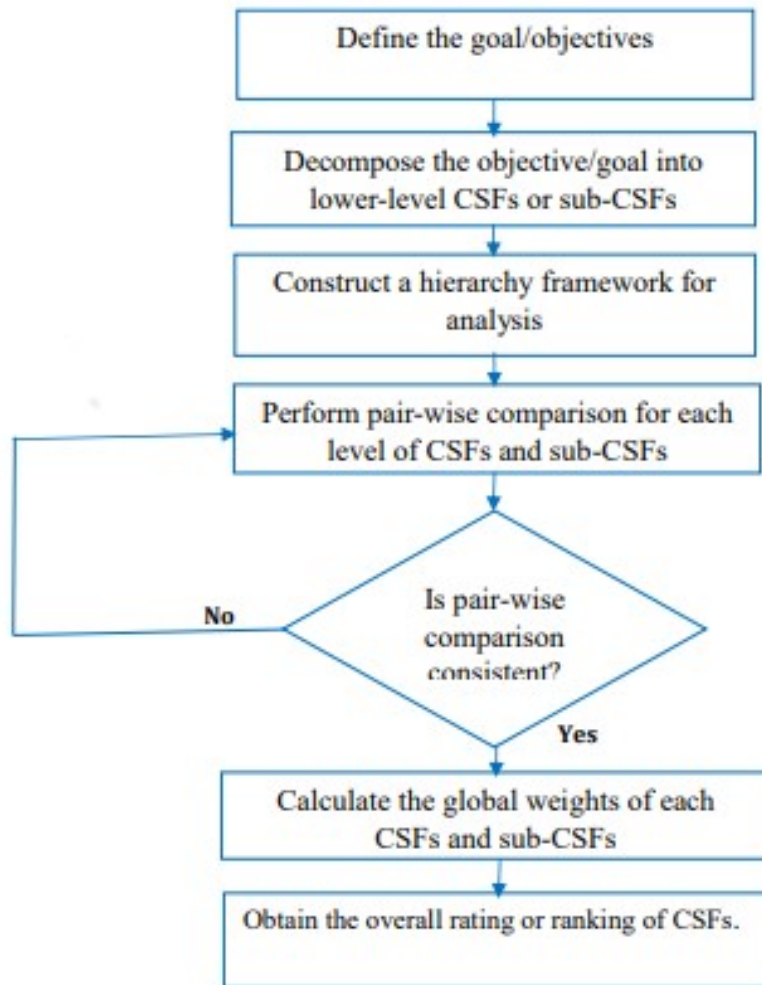 Define the goal/objectives
Decompose the objective/goal into
lower-level CSFs or sub-CSFs
Construct a hierarchy framework for
analysis
Perform pair-wise comparison for each
level of CSFs and sub-CSFs
No
Is pair-wise
comparison
consistent?
Yes
Calculate the global weights of each
CSFs and sub-CSFs
Obtain the overall rating or ranking of CSFs.